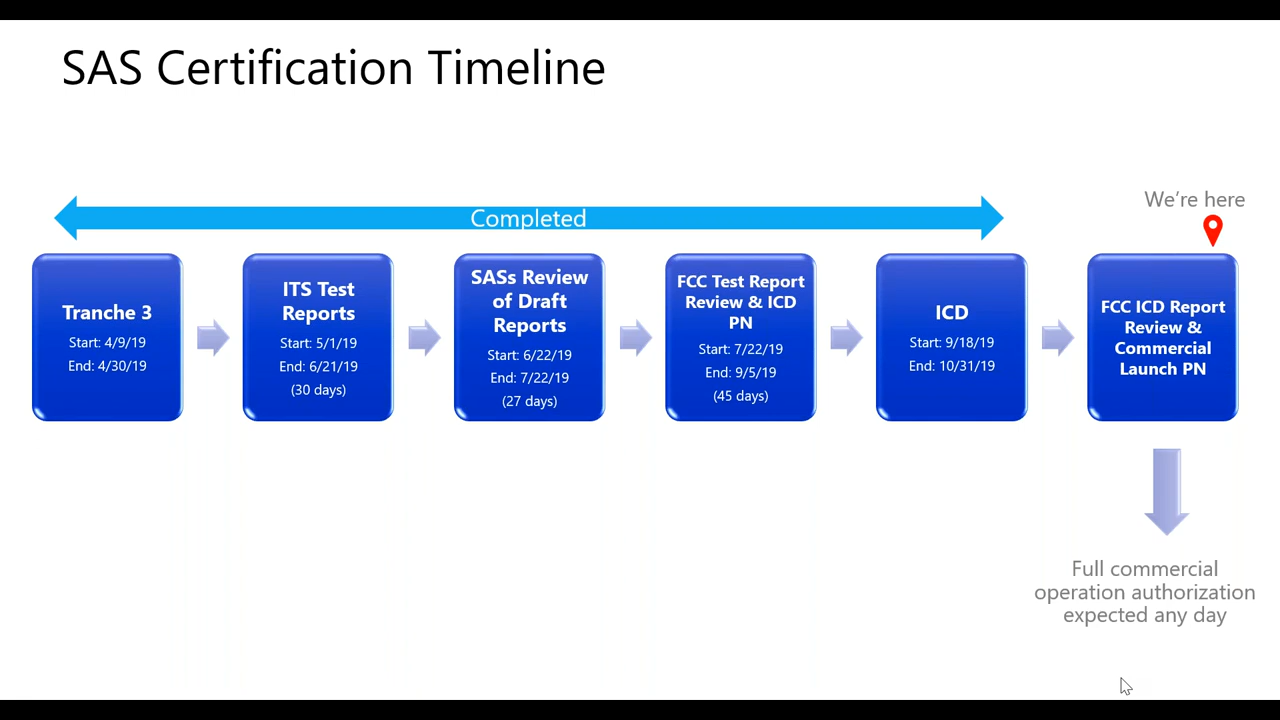 SAS Certification Timeline
Completed
We’re here
Tranche 3
Start: 4/9/19
End: 4/30/19
ITS Test
Reports
Start: 5/1/19
End: 6/21/19
(30 days)
SASs Review
of Draft
Reports
Start: 6/22/19
End: 7/22/19
(27 days)
FCC Test Report
Review & ICD
PN
Start: 7/22/19
End: 9/5/19
(45 days)
ICD
Start: 9/18/19
End: 10/31/19
FCC ICD Report
Review &
Commercial
Launch PN
Full commercial
operation authorization
expected any day